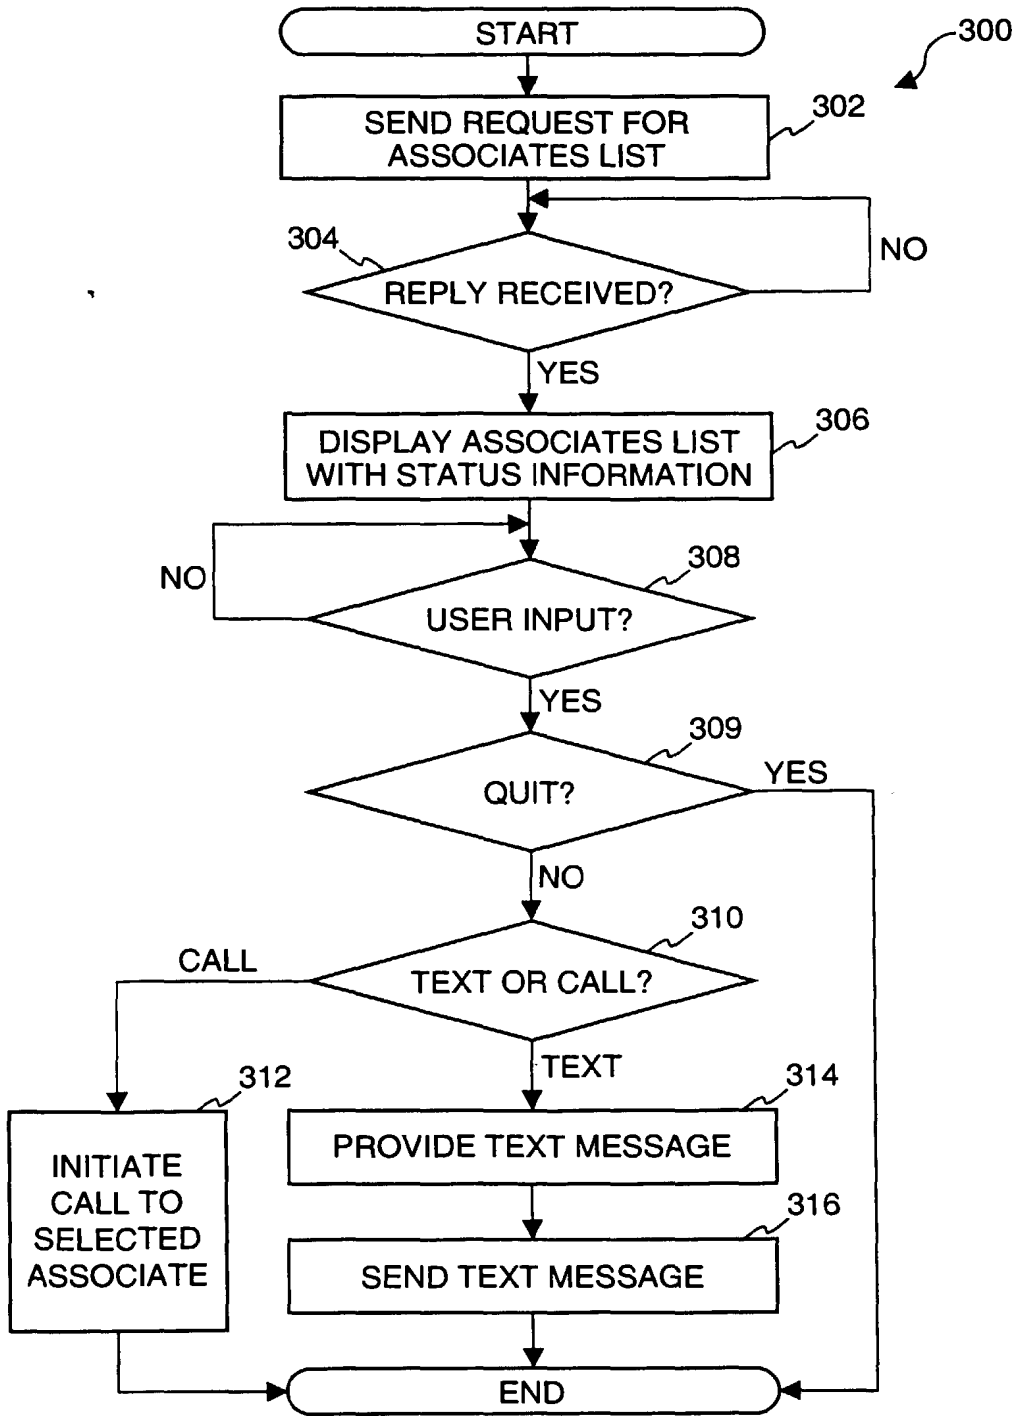 START
300
SEND REQUEST FOR
ASSOCIATES LIST
302
304
NO
REPLY RECEIVED?
YES
DISPLAY ASSOCIATES LIST
WITH STATUS INFORMATION
306
NO
308
USER INPUT?
YES
309
YES
QUIT?
NO
310
CALL
TEXT OR CALL?
TEXT
312
314
INITIATE
CALL TO
SELECTED
ASSOCIATE
PROVIDE TEXT MESSAGE
316
SEND TEXT MESSAGE
END